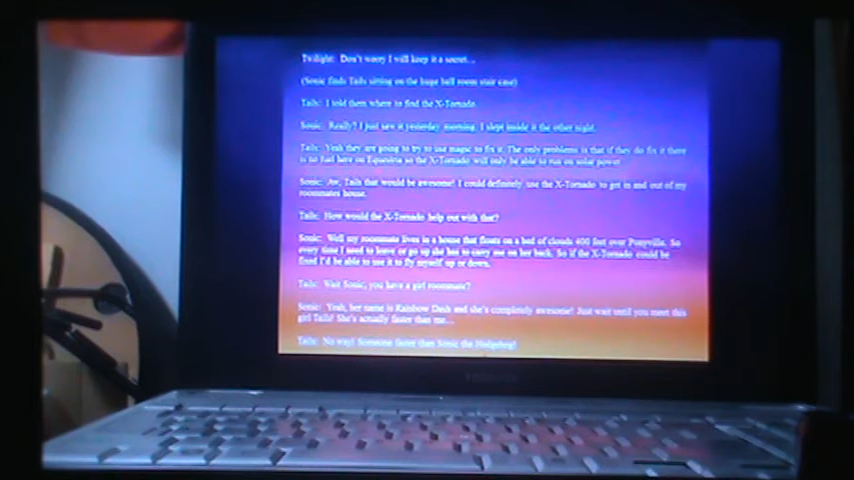 Twilight: Don't worry I will keep it a secret...
(Sonic finds Tails sitting on the huge ball room stair case)
Tails: I told them where to find the X-Tornado.
Sonic: Really? I just saw it yesterday morning. I slept inside it the other night.
Tails: Yeah they are going to try to use magic to fix it. The only problems is that if they do fix it there
is no fuel here on Equestria so the X-Tornado will only be able to run on solar power.
Sonic: Aw, Tails that would be awesome! I could definitely use the X-Tornado to get in and out of my
roommates house.
Tails: How would the X-Tornado help out with that?
Sonic: Well my roommate lives in a house that floats on a bed of clouds 400 feet over Ponyville. So
every time I need to leave or go up she has to carry me on her back. So if the X-Tornado could be
fixed I'd be able to use it to fly myself up or down.
Tails: Wait Sonic, you have a girl roommate?
Sonic: Yeah, her name is Rainbow Dash and she's completely awesome! Just wait until you meet this
girl Tails! She's actually faster than me...
Tails: No way! Someone faster than Sonic the Hedgehog!